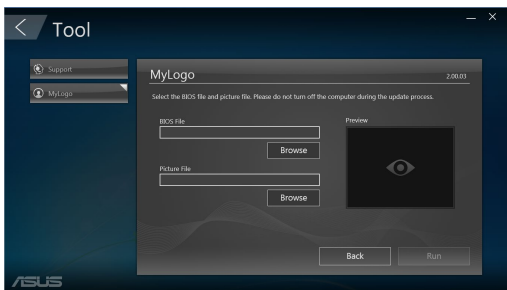 Tool
Support
MyLogo
MyLogo
2.00.03
Select the BIOS file and picture file. Please do not turn off the computer during the update process.
BIOS File
Browse
Picture File
Browse
Preview
Back
Run
ASUS